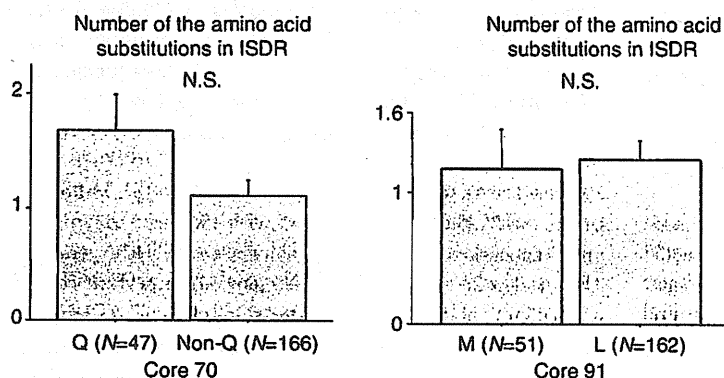 Number of the amino acid
substitutions in ISDR
N.S.
2
1
0
Q (N=47) Non-Q (N=166)
Core 70
Number of the amino acid
substitutions in ISDR
N.S.
1.6
1
0
M (N=51) L (N=162)
Core 91